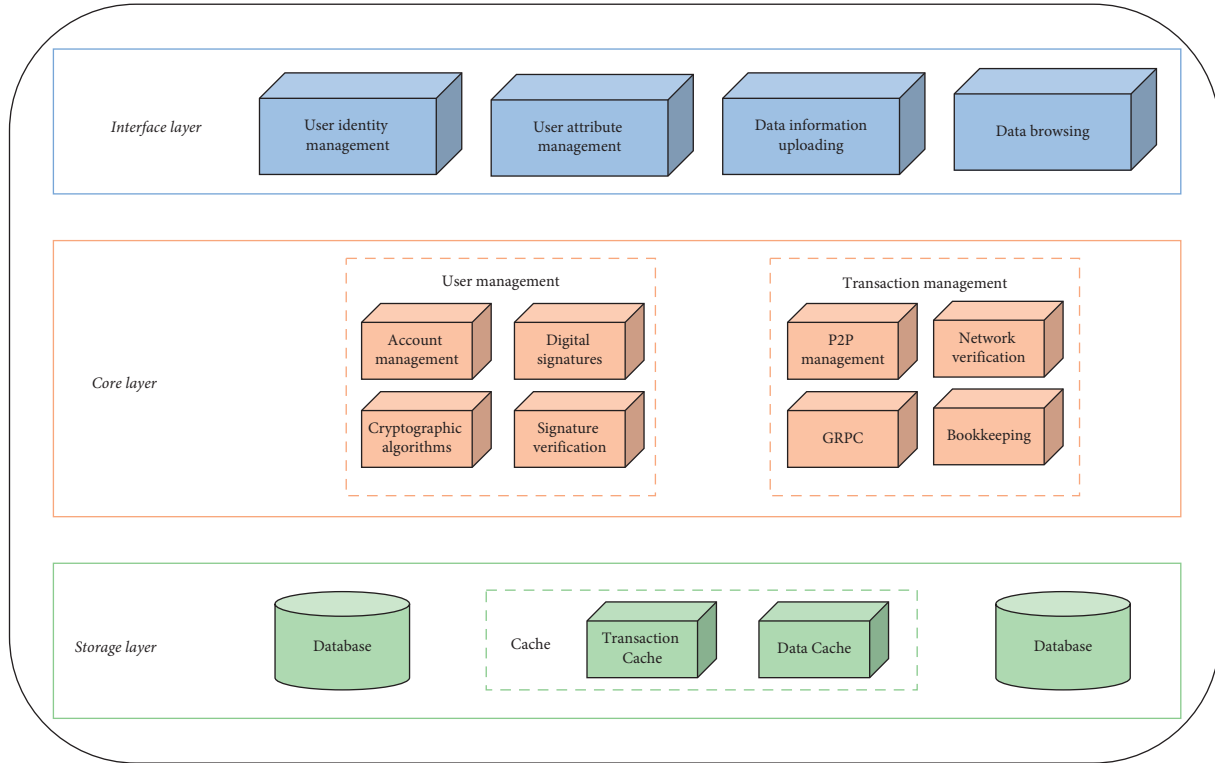 Interface layer
User identity
management
User attribute
management
Data information
uploading
Data browsing
Core layer
User management
Account
management
Digital
signatures
Cryptographic
algorithms
Signature
verification
Transaction management
P2P
management
Network
verification
GRPC
Bookkeeping
Storage layer
Database
Cache
Transaction
Cache
Data Cache
Database